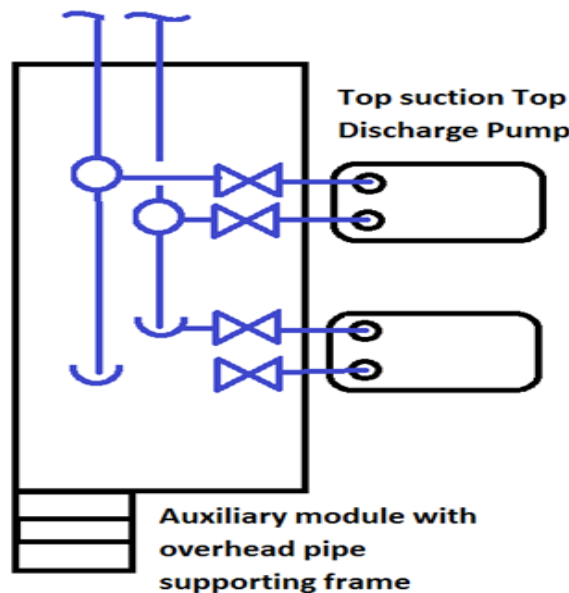 Top suction Top
Discharge Pump
Auxiliary module with
overhead pipe
supporting frame